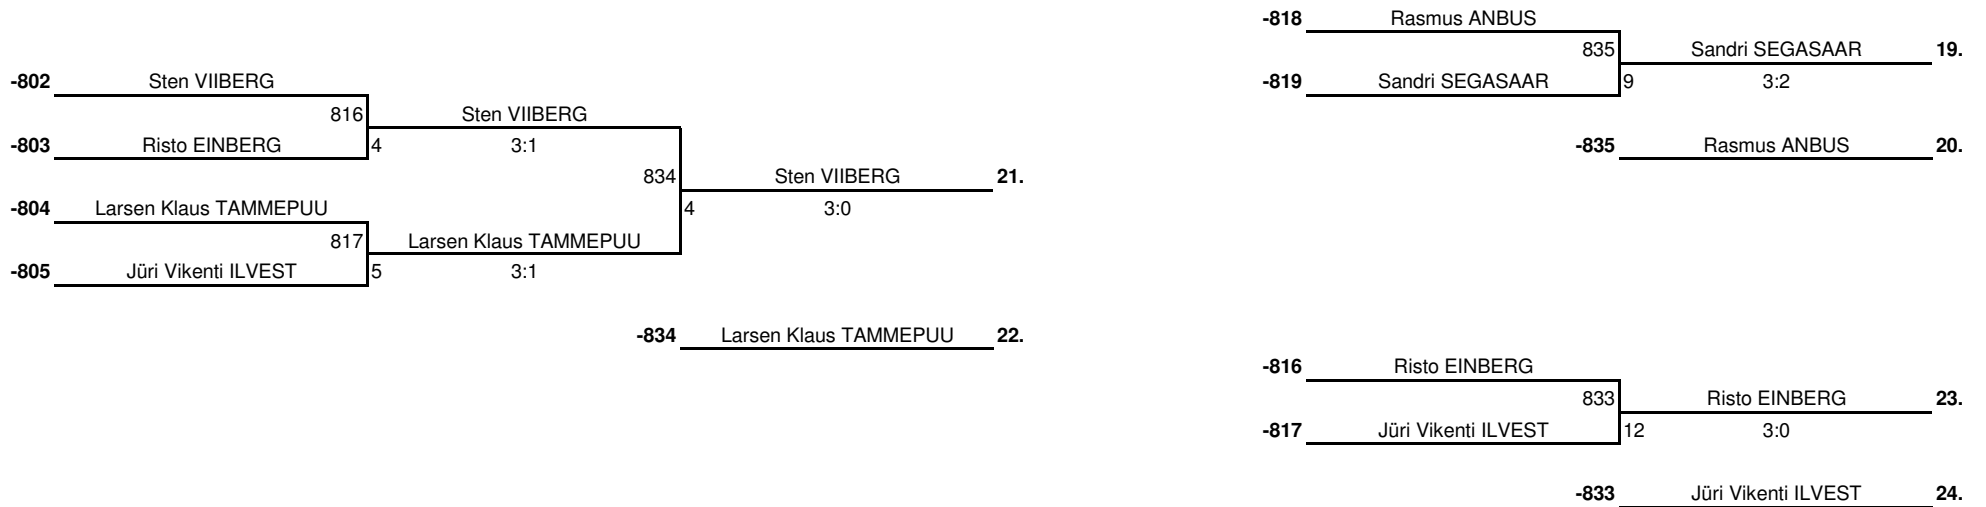 -818 Rasmus ANBUS
835 Sandri SEGASAAR 19.
-802 Sten VIIBERG -819 Sandri SEGASAAR 9 3:2
816 Sten VIIBERG
-803 Risto EINBERG 4 3:1 -835 Rasmus ANBUS 20.
834 Sten VIIBERG 21.
-804 Larsen Klaus TAMMEPUU 4 3:0
817 Larsen Klaus TAMMEPUU
-805 Jüri Vikenti ILVEST 5 3:1
-834 Larsen Klaus TAMMEPUU 22.
-816 Risto EINBERG
833 Risto EINBERG 23.
-817 Jüri Vikenti ILVEST 12 3:0
-833 Jüri Vikenti ILVEST 24.